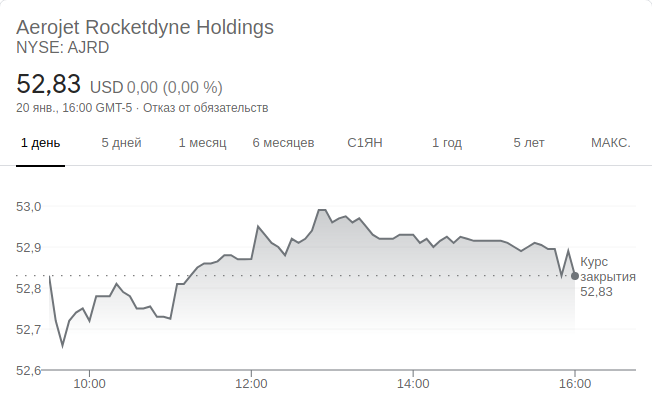 Aerojet Rocketdyne Holdings
NYSE: AJRD
52,83 USD 0,00 (0,00 %)
20 янв., 16:00 GMT-5 · Отказ от обязательств
1 день 5 дней 1 месяц 6 месяцев С1ЯН 1 год 5 лет МАКС.
53,0
52,9
Курс
закрытия
52,83
52,8
52,7
52,6
10:00 12:00 14:00 16:00